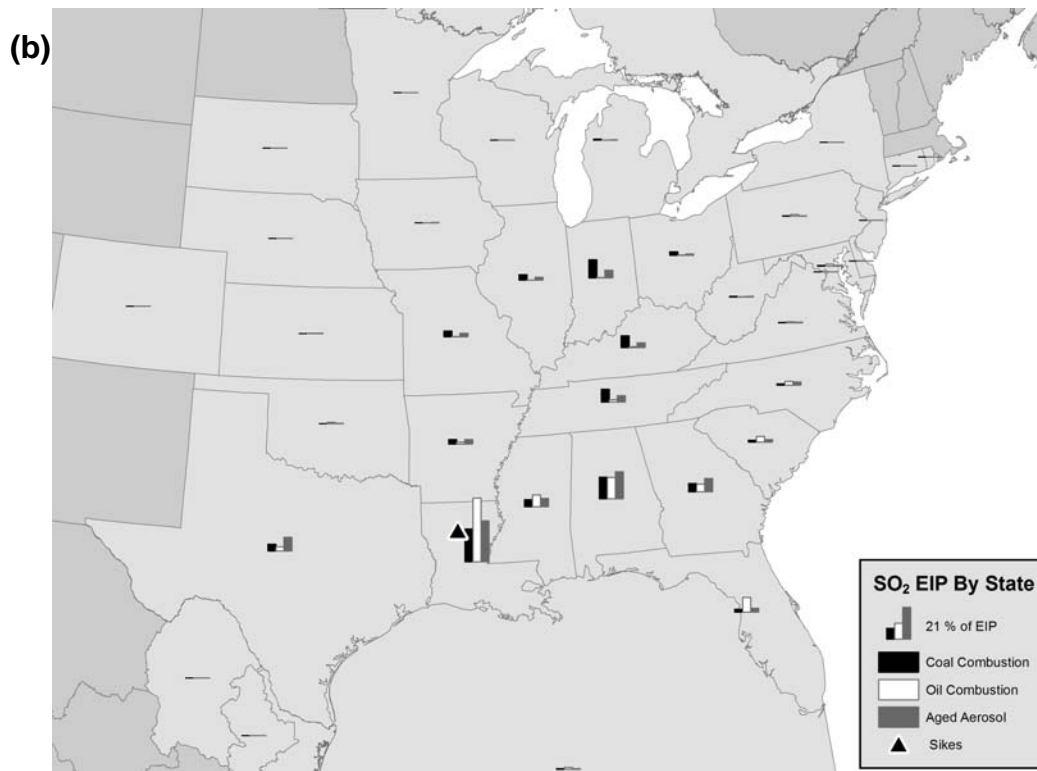 (b)
SO₂ EIP By State
21 % of EIP
Coal Combustion
Oil Combustion
Aged Aerosol
Sikes